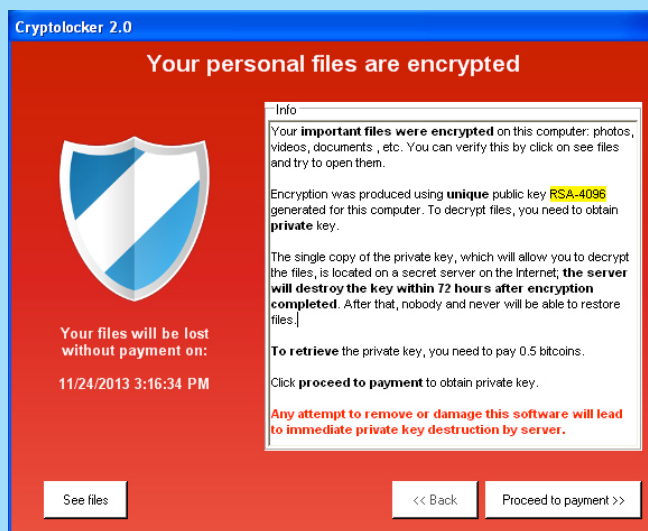 Cryptolocker 2.0
Your personal files are encrypted
Info
Your important files were encrypted on this computer: photos,
videos, documents , etc. You can verify this by click on see files
and try to open them.
Encryption was produced using unique public key RSA-4096
generated for this computer. To decrypt files, you need to obtain
private key.
The single copy of the private key, which will allow you to decrypt
the files, is located on a secret server on the Internet; the server
will destroy the key within 72 hours after encryption
completed. After that, nobody and never will be able to restore
files.
To retrieve the private key, you need to pay 0.5 bitcoins.
Click proceed to payment to obtain private key.
Any attempt to remove or damage this software will lead
to immediate private key destruction by server.
Your files will be lost
without payment on:
11/24/2013 3:16:34 PM
See files
<< Back
Proceed to payment >>